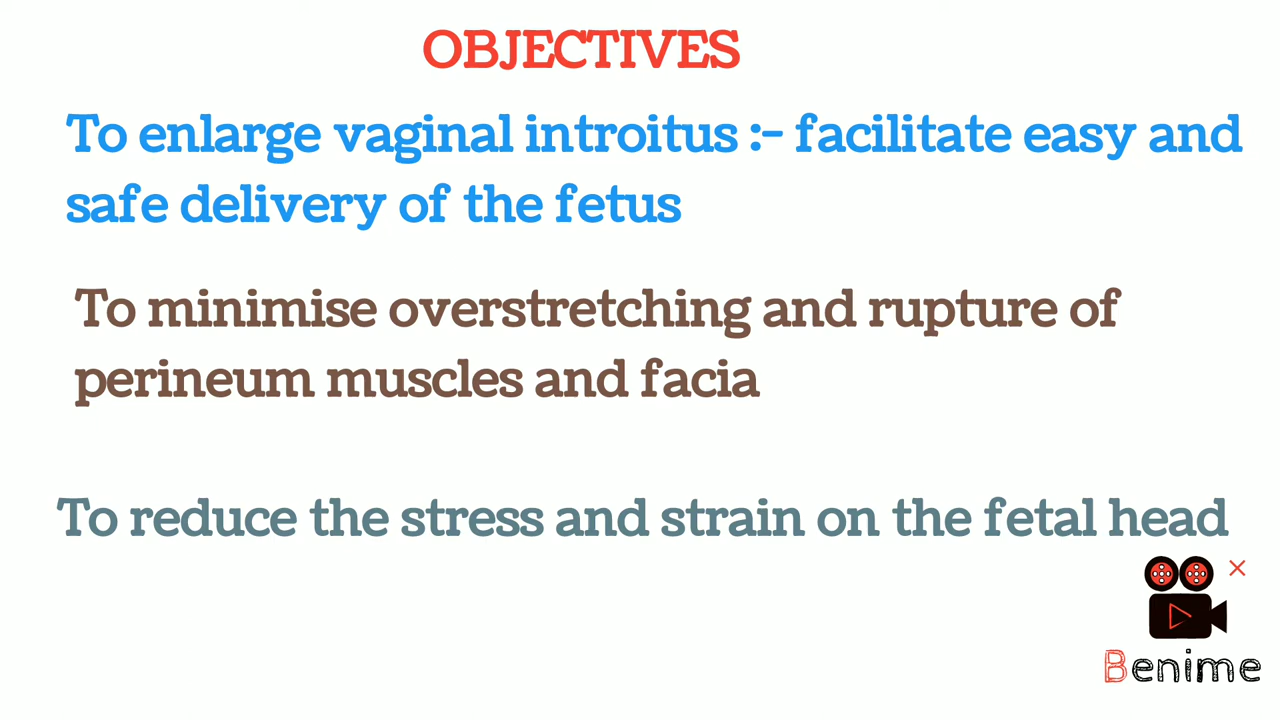 OBJECTIVES
To enlarge vaginal introitus :- facilitate easy and
safe delivery of the fetus
To minimise overstretching and rupture of
perineum muscles and facia
To reduce the stress and strain on the fetal head
Benime